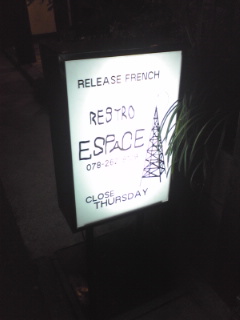 RELEASE FRENCH
RESTRO
ESPACE
CLOSE
THURSDAY